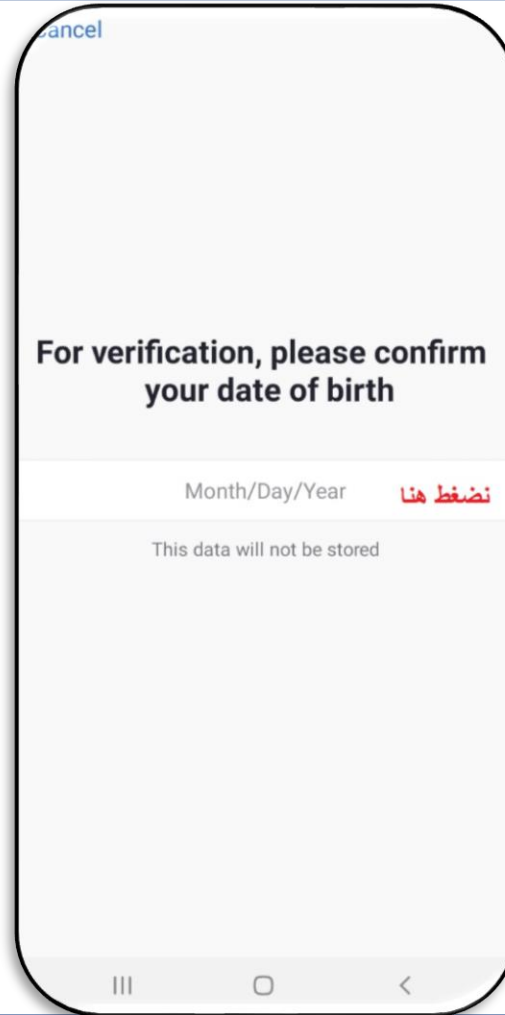 Cancel
For verification, please confirm
your date of birth
Month/Day/Year نضغط هنا
This data will not be stored